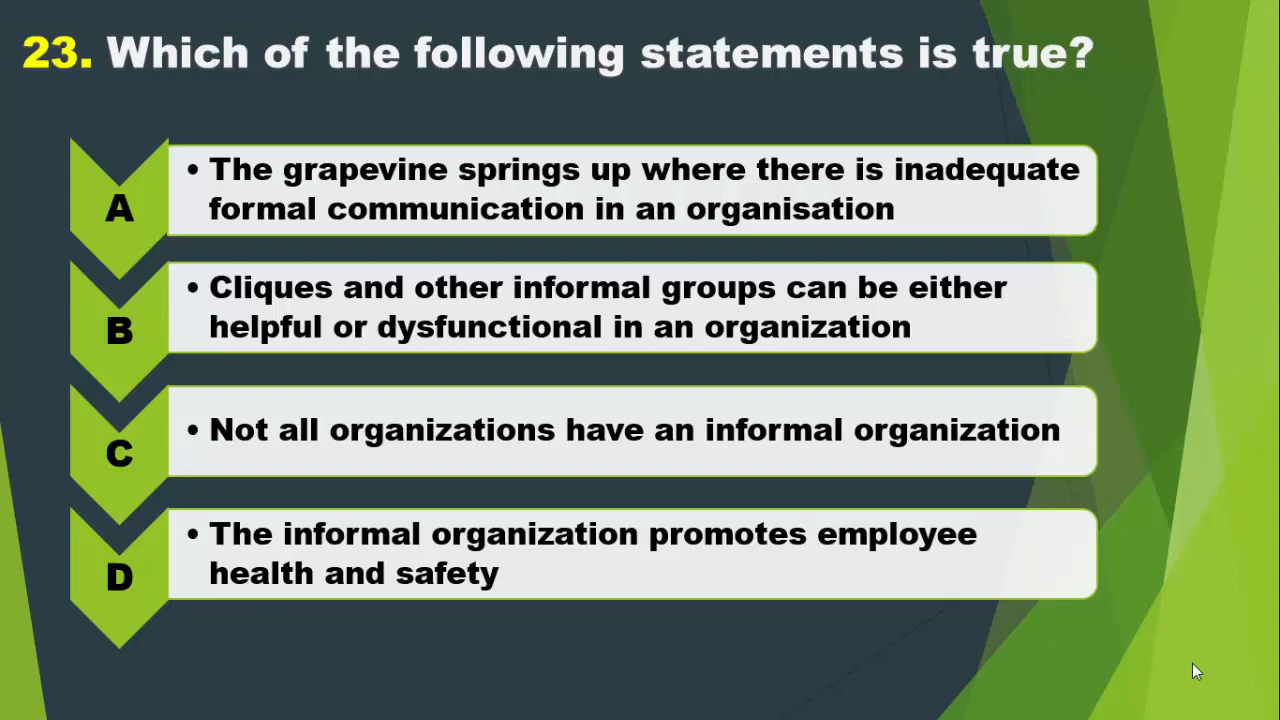 23. Which of the following statements is true?
A
• The grapevine springs up where there is inadequate
formal communication in an organisation
B
• Cliques and other informal groups can be either
helpful or dysfunctional in an organization
C
• Not all organizations have an informal organization
D
• The informal organization promotes employee
health and safety